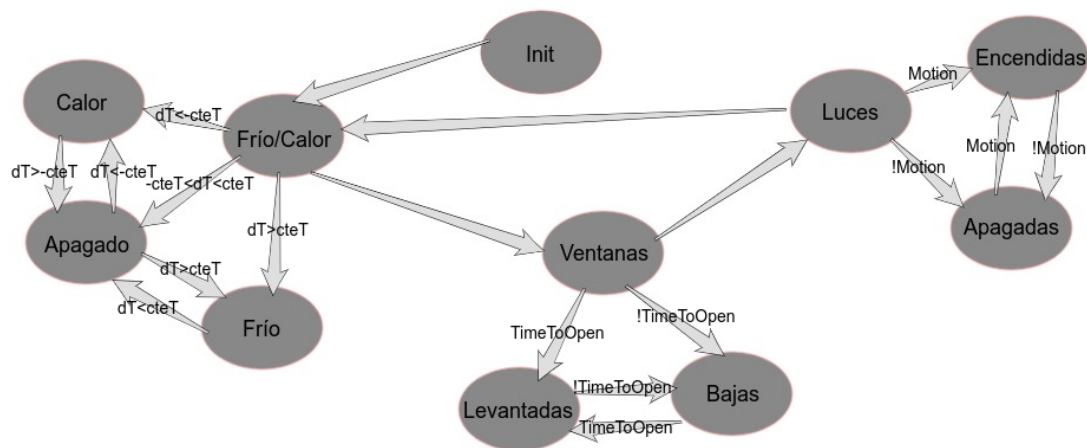 Init
Encendidas
Motion
Calor
dT<-cteT
Luces
Frío/Calor
Motion
!Motion
dT>-cteT
dT<-cteT
-cteT<dT<cteT
!Motion
Apagadas
dT>cteT
Apagado
Ventanas
dT>cteT
dT<cteT
Frío
TimeToOpen
!TimeToOpen
!TimeToOpen
Bajas
Levantadas
TimeToOpen